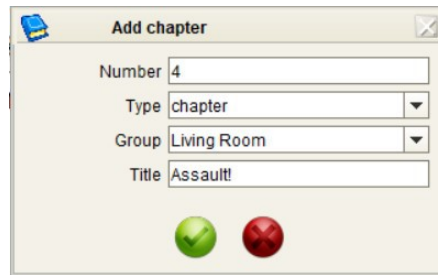 Add chapter
Number 4
Type chapter
Group Living Room
Title Assault!